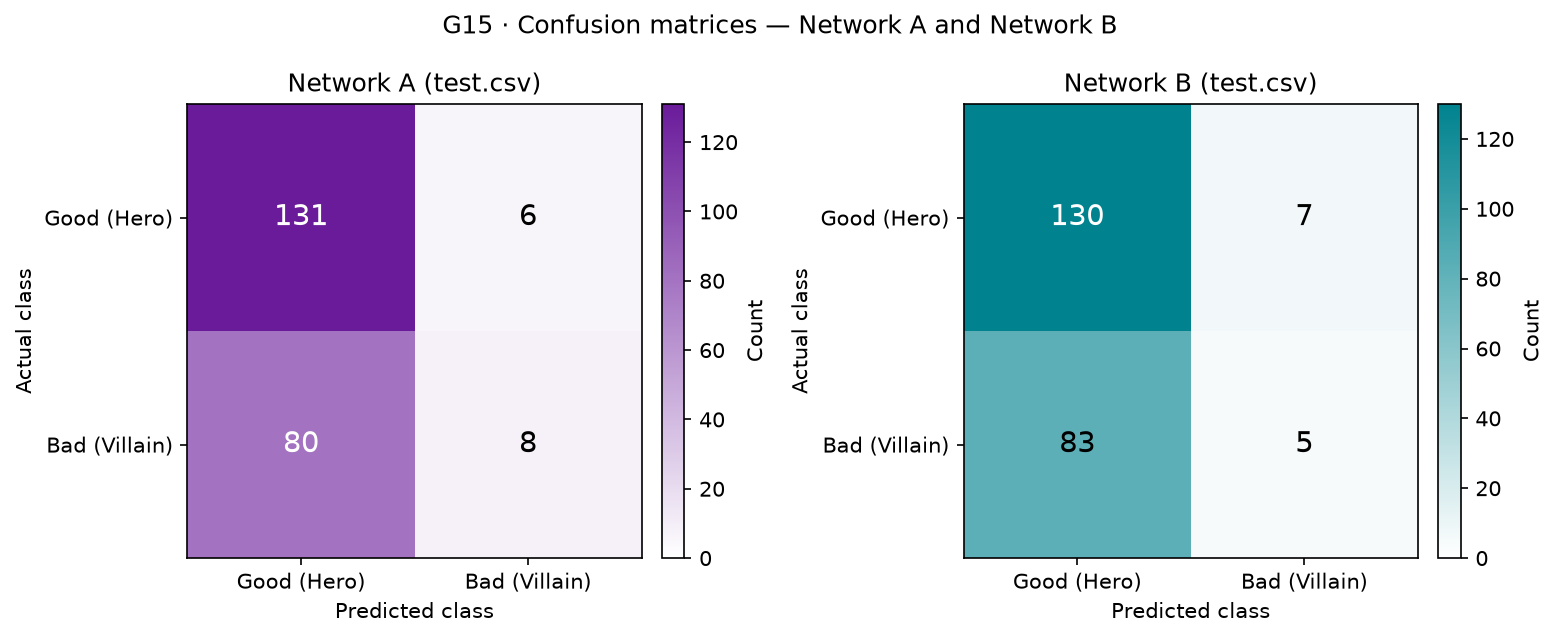 G15 · Confusion matrices — Network A and Network B
Network A (test.csv)
Good (Hero)
Bad (Villain)
Actual class
131
6
80
8
Good (Hero)
Bad (Villain)
Predicted class
120
100
80
60
40
20
0
Count
Network B (test.csv)
Good (Hero)
Bad (Villain)
Actual class
130
7
83
5
Good (Hero)
Bad (Villain)
Predicted class
120
100
80
60
40
20
0
Count